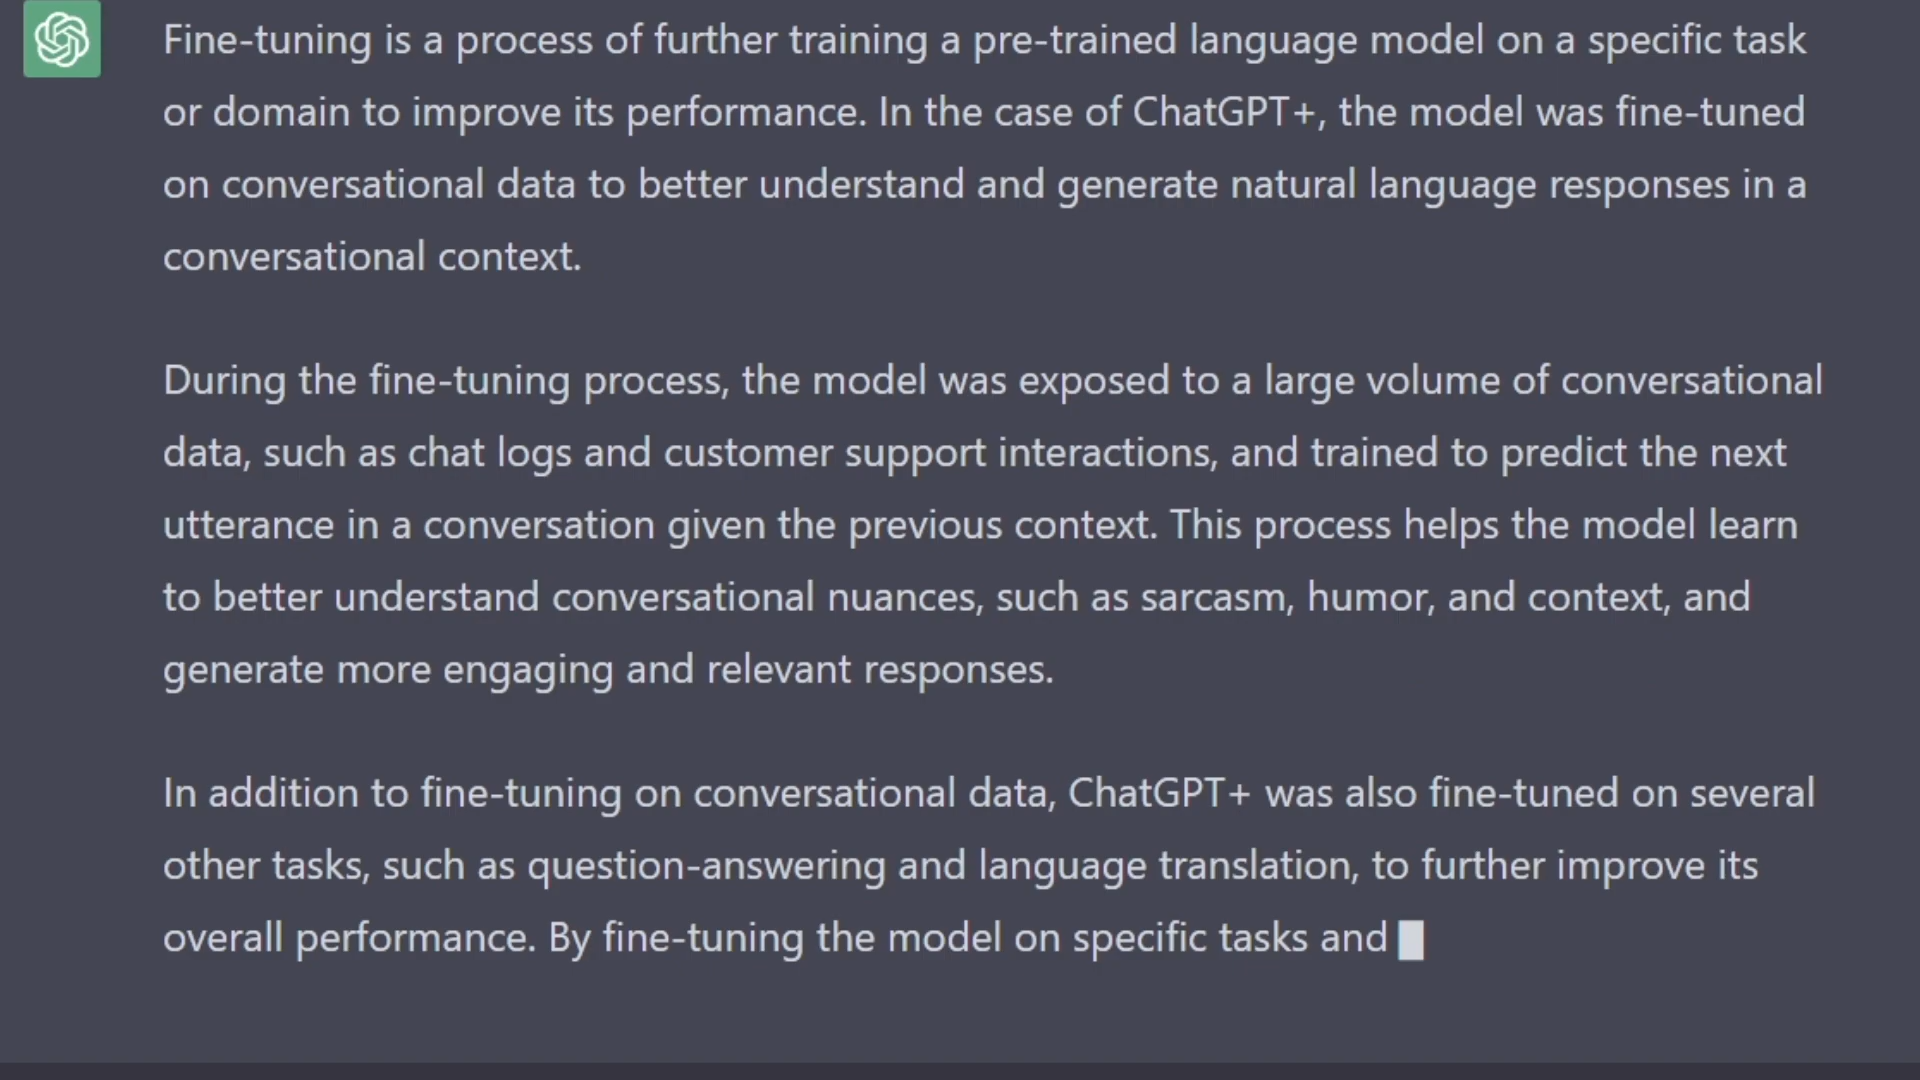 Fine-tuning is a process of further training a pre-trained language model on a specific task
or domain to improve its performance. In the case of ChatGPT+, the model was fine-tuned
on conversational data to better understand and generate natural language responses in a
conversational context.
During the fine-tuning process, the model was exposed to a large volume of conversational
data, such as chat logs and customer support interactions, and trained to predict the next
utterance in a conversation given the previous context. This process helps the model learn
to better understand conversational nuances, such as sarcasm, humor, and context, and
generate more engaging and relevant responses.
In addition to fine-tuning on conversational data, ChatGPT+ was also fine-tuned on several
other tasks, such as question-answering and language translation, to further improve its
overall performance. By fine-tuning the model on specific tasks and